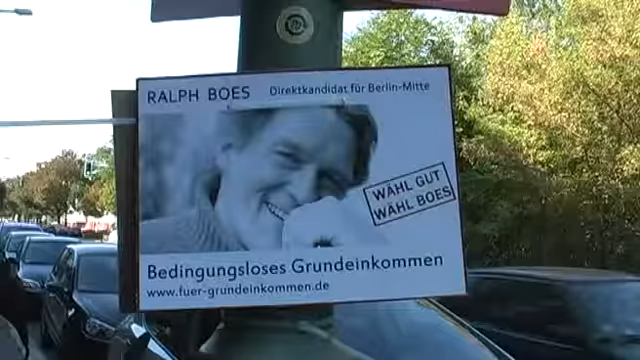 RALPH BOES Direktkandidat für Berlin-Mitte
WÄHL GUT
WÄHL BOES
Bedingungsloses Grundeinkommen
www.fuer-grundeinkommen.de